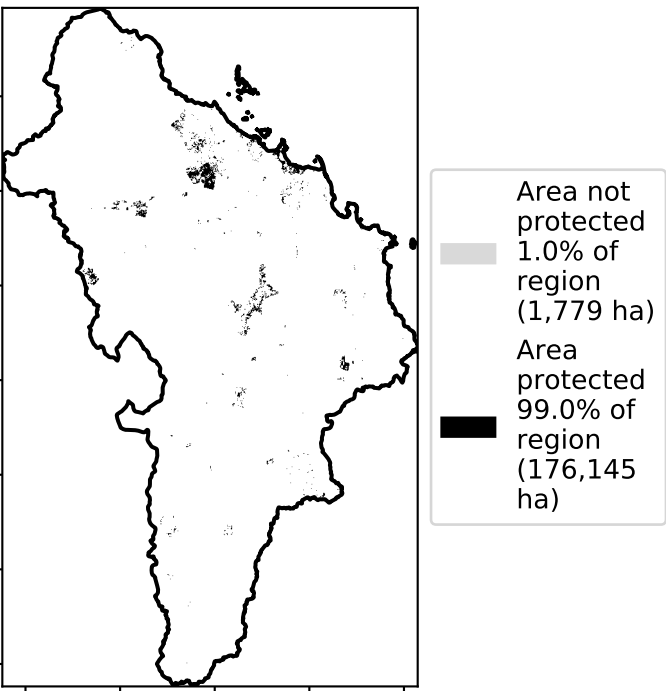 Area not
protected
1.0% of
region
(1,779 ha)
Area
protected
99.0% of
region
(176,145
ha)